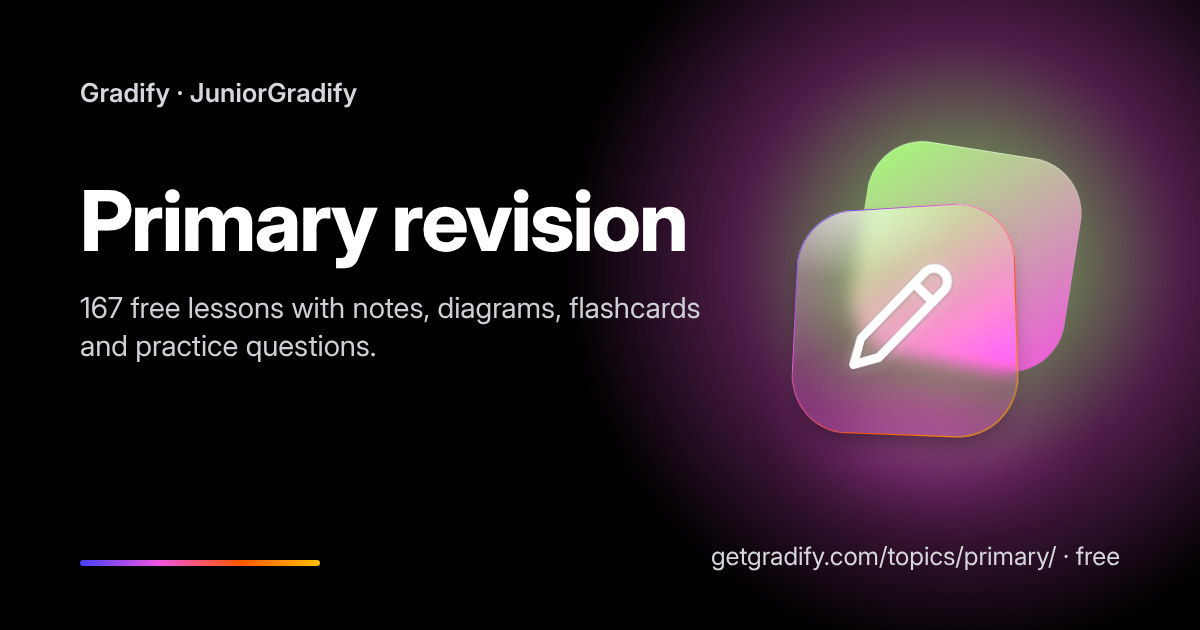 Gradify · JuniorGradify
Primary revision
167 free lessons with notes, diagrams, flashcards
and practice questions.
getgradify.com/topics/primary/ · free